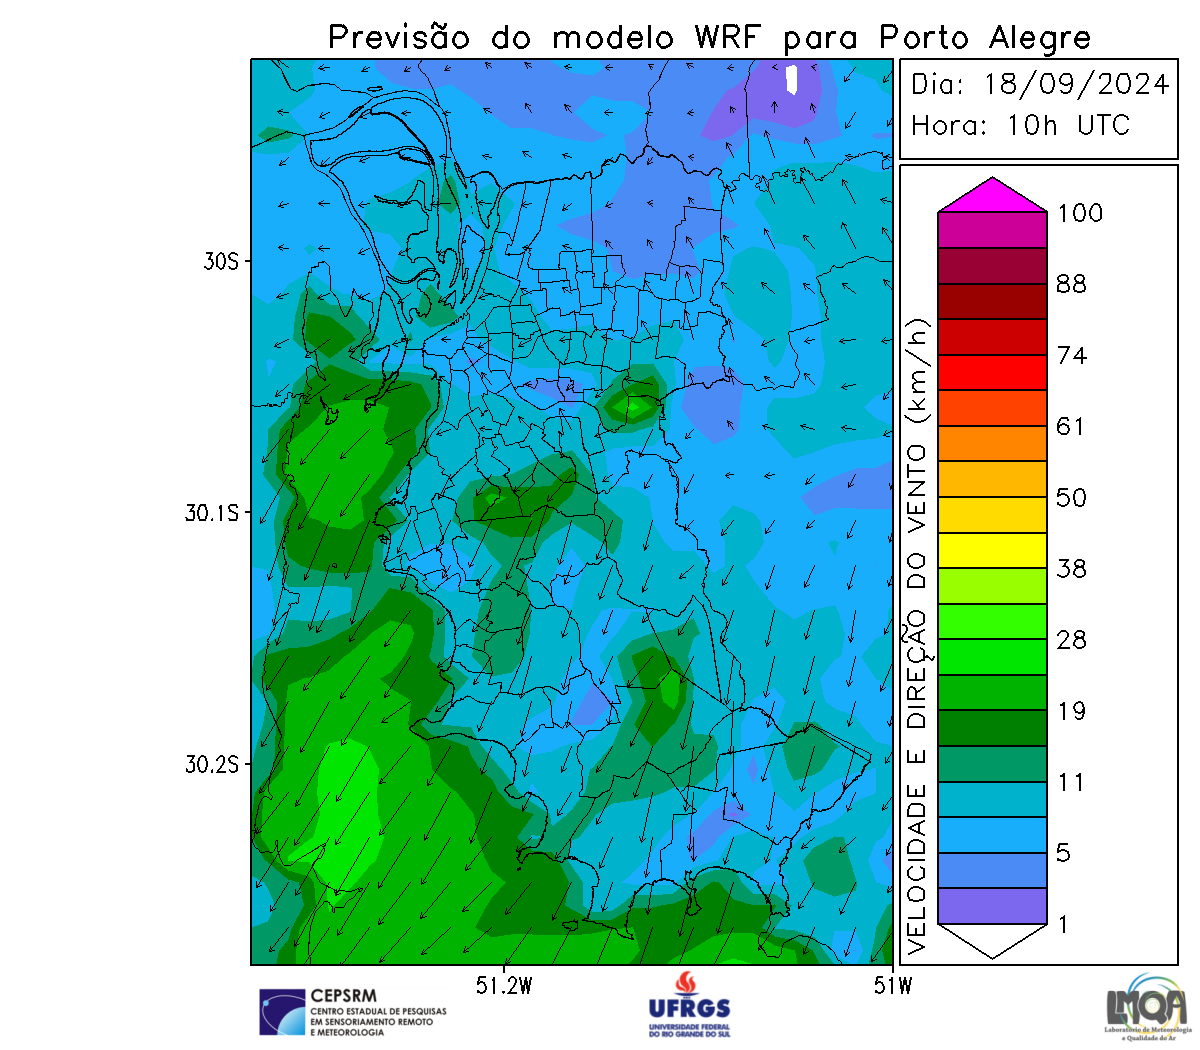 Previsão do modelo WRF para Porto Alegre
Dia: 18/09/2024
Hora: 10h UTC
30S
30.1S
30.2S
51.2W
51W
VELOCIDADE E DIREÇÃO DO VENTO (km/h)
100
88
74
61
50
38
28
19
11
5
1
CEPSRM
CENTRO ESTADUAL DE PESQUISAS
EM SENSORIAMENTO REMOTO
E METEOROLOGIA
UFRGS
UNIVERSIDADE FEDERAL
DO RIO GRANDE DO SUL
LMQA
Laboratório de Meteorologia
e Qualidade do Ar